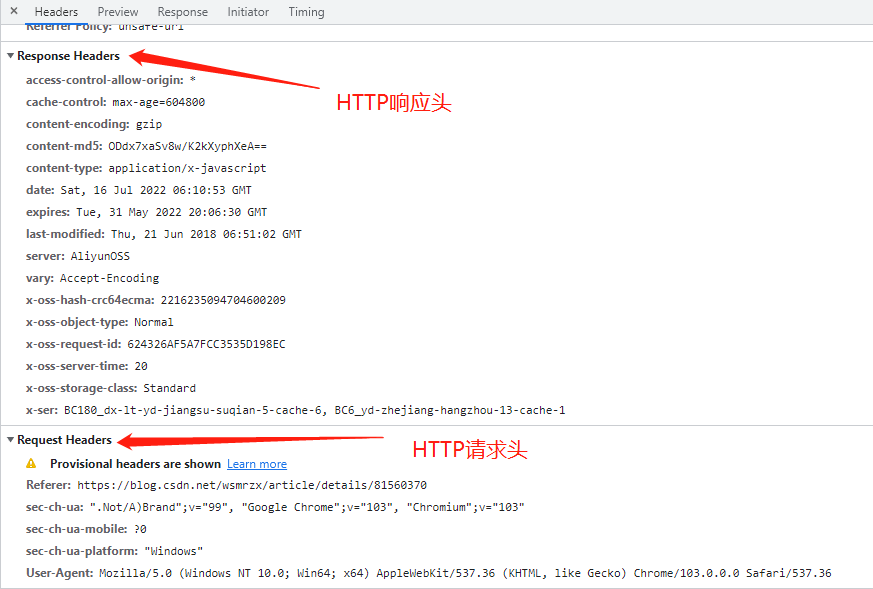 × Headers Preview Response Initiator Timing
Referrer Policy: unsafe-url
Response Headers
access-control-allow-origin: *
HTTP响应头
cache-control: max-age=604800
content-encoding: gzip
content-md5: ODdx7xaSv8w/K2kXyphXeA==
content-type: application/x-javascript
date: Sat, 16 Jul 2022 06:10:53 GMT
expires: Tue, 31 May 2022 20:06:30 GMT
last-modified: Thu, 21 Jun 2018 06:51:02 GMT
server: AliyunOSS
vary: Accept-Encoding
x-oss-hash-crc64ecma: 2216235094704600209
x-oss-object-type: Normal
x-oss-request-id: 624326AF5A7FCC3535D198EC
x-oss-server-time: 20
x-oss-storage-class: Standard
x-ser: BC180_dx-lt-yd-jiangsu-suqian-5-cache-6, BC6_yd-zhejiang-hangzhou-13-cache-1
Request Headers
HTTP请求头
Provisional headers are shown Learn more
Referer: https://blog.csdn.net/wsmrzx/article/details/81560370
sec-ch-ua: ".Not/A)Brand";v="99", "Google Chrome";v="103", "Chromium";v="103"
sec-ch-ua-mobile: ?0
sec-ch-ua-platform: "Windows"
User-Agent: Mozilla/5.0 (Windows NT 10.0; Win64; x64) AppleWebKit/537.36 (KHTML, like Gecko) Chrome/103.0.0.0 Safari/537.36